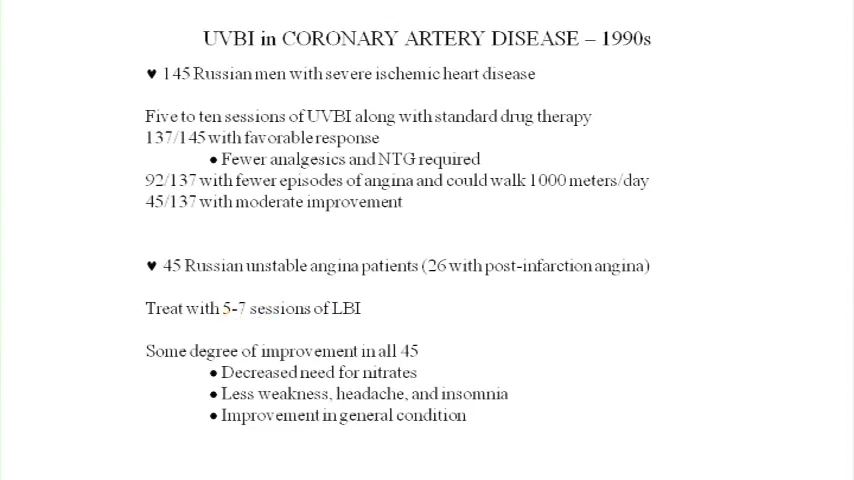 UVBI in CORONARY ARTERY DISEASE – 1990s
♥ 145 Russian men with severe ischemic heart disease
Five to ten sessions of UVBI along with standard drug therapy
137/145 with favorable response
• Fewer analgesics and NTG required
92/137 with fewer episodes of angina and could walk 1000 meters/day
45/137 with moderate improvement
♥ 45 Russian unstable angina patients (26 with post-infarction angina)
Treat with 5-7 sessions of LBI
Some degree of improvement in all 45
• Decreased need for nitrates
• Less weakness, headache, and insomnia
• Improvement in general condition